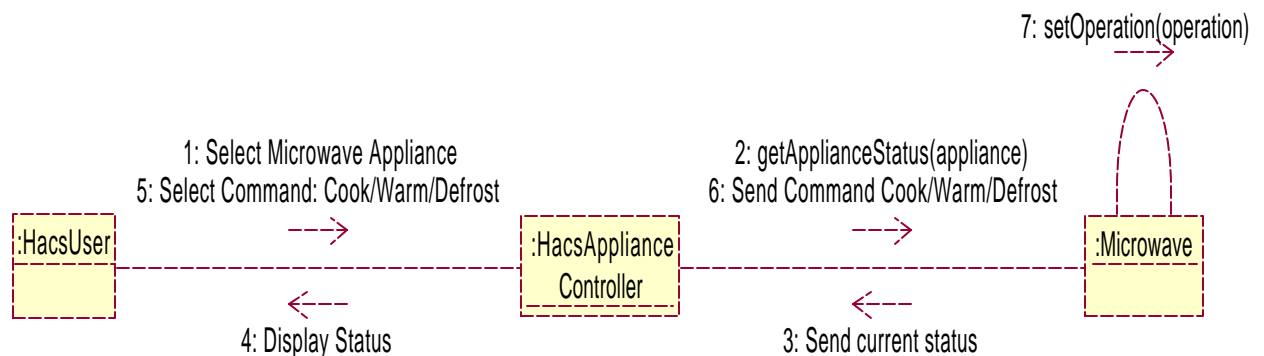 7: setOperation(operation)
1: Select Microwave Appliance
5: Select Command: Cook/Warm/Defrost
2: getApplianceStatus(appliance)
6: Send Command Cook/Warm/Defrost
:HacsUser
:HacsAppliance
Controller
:Microwave
4: Display Status
3: Send current status